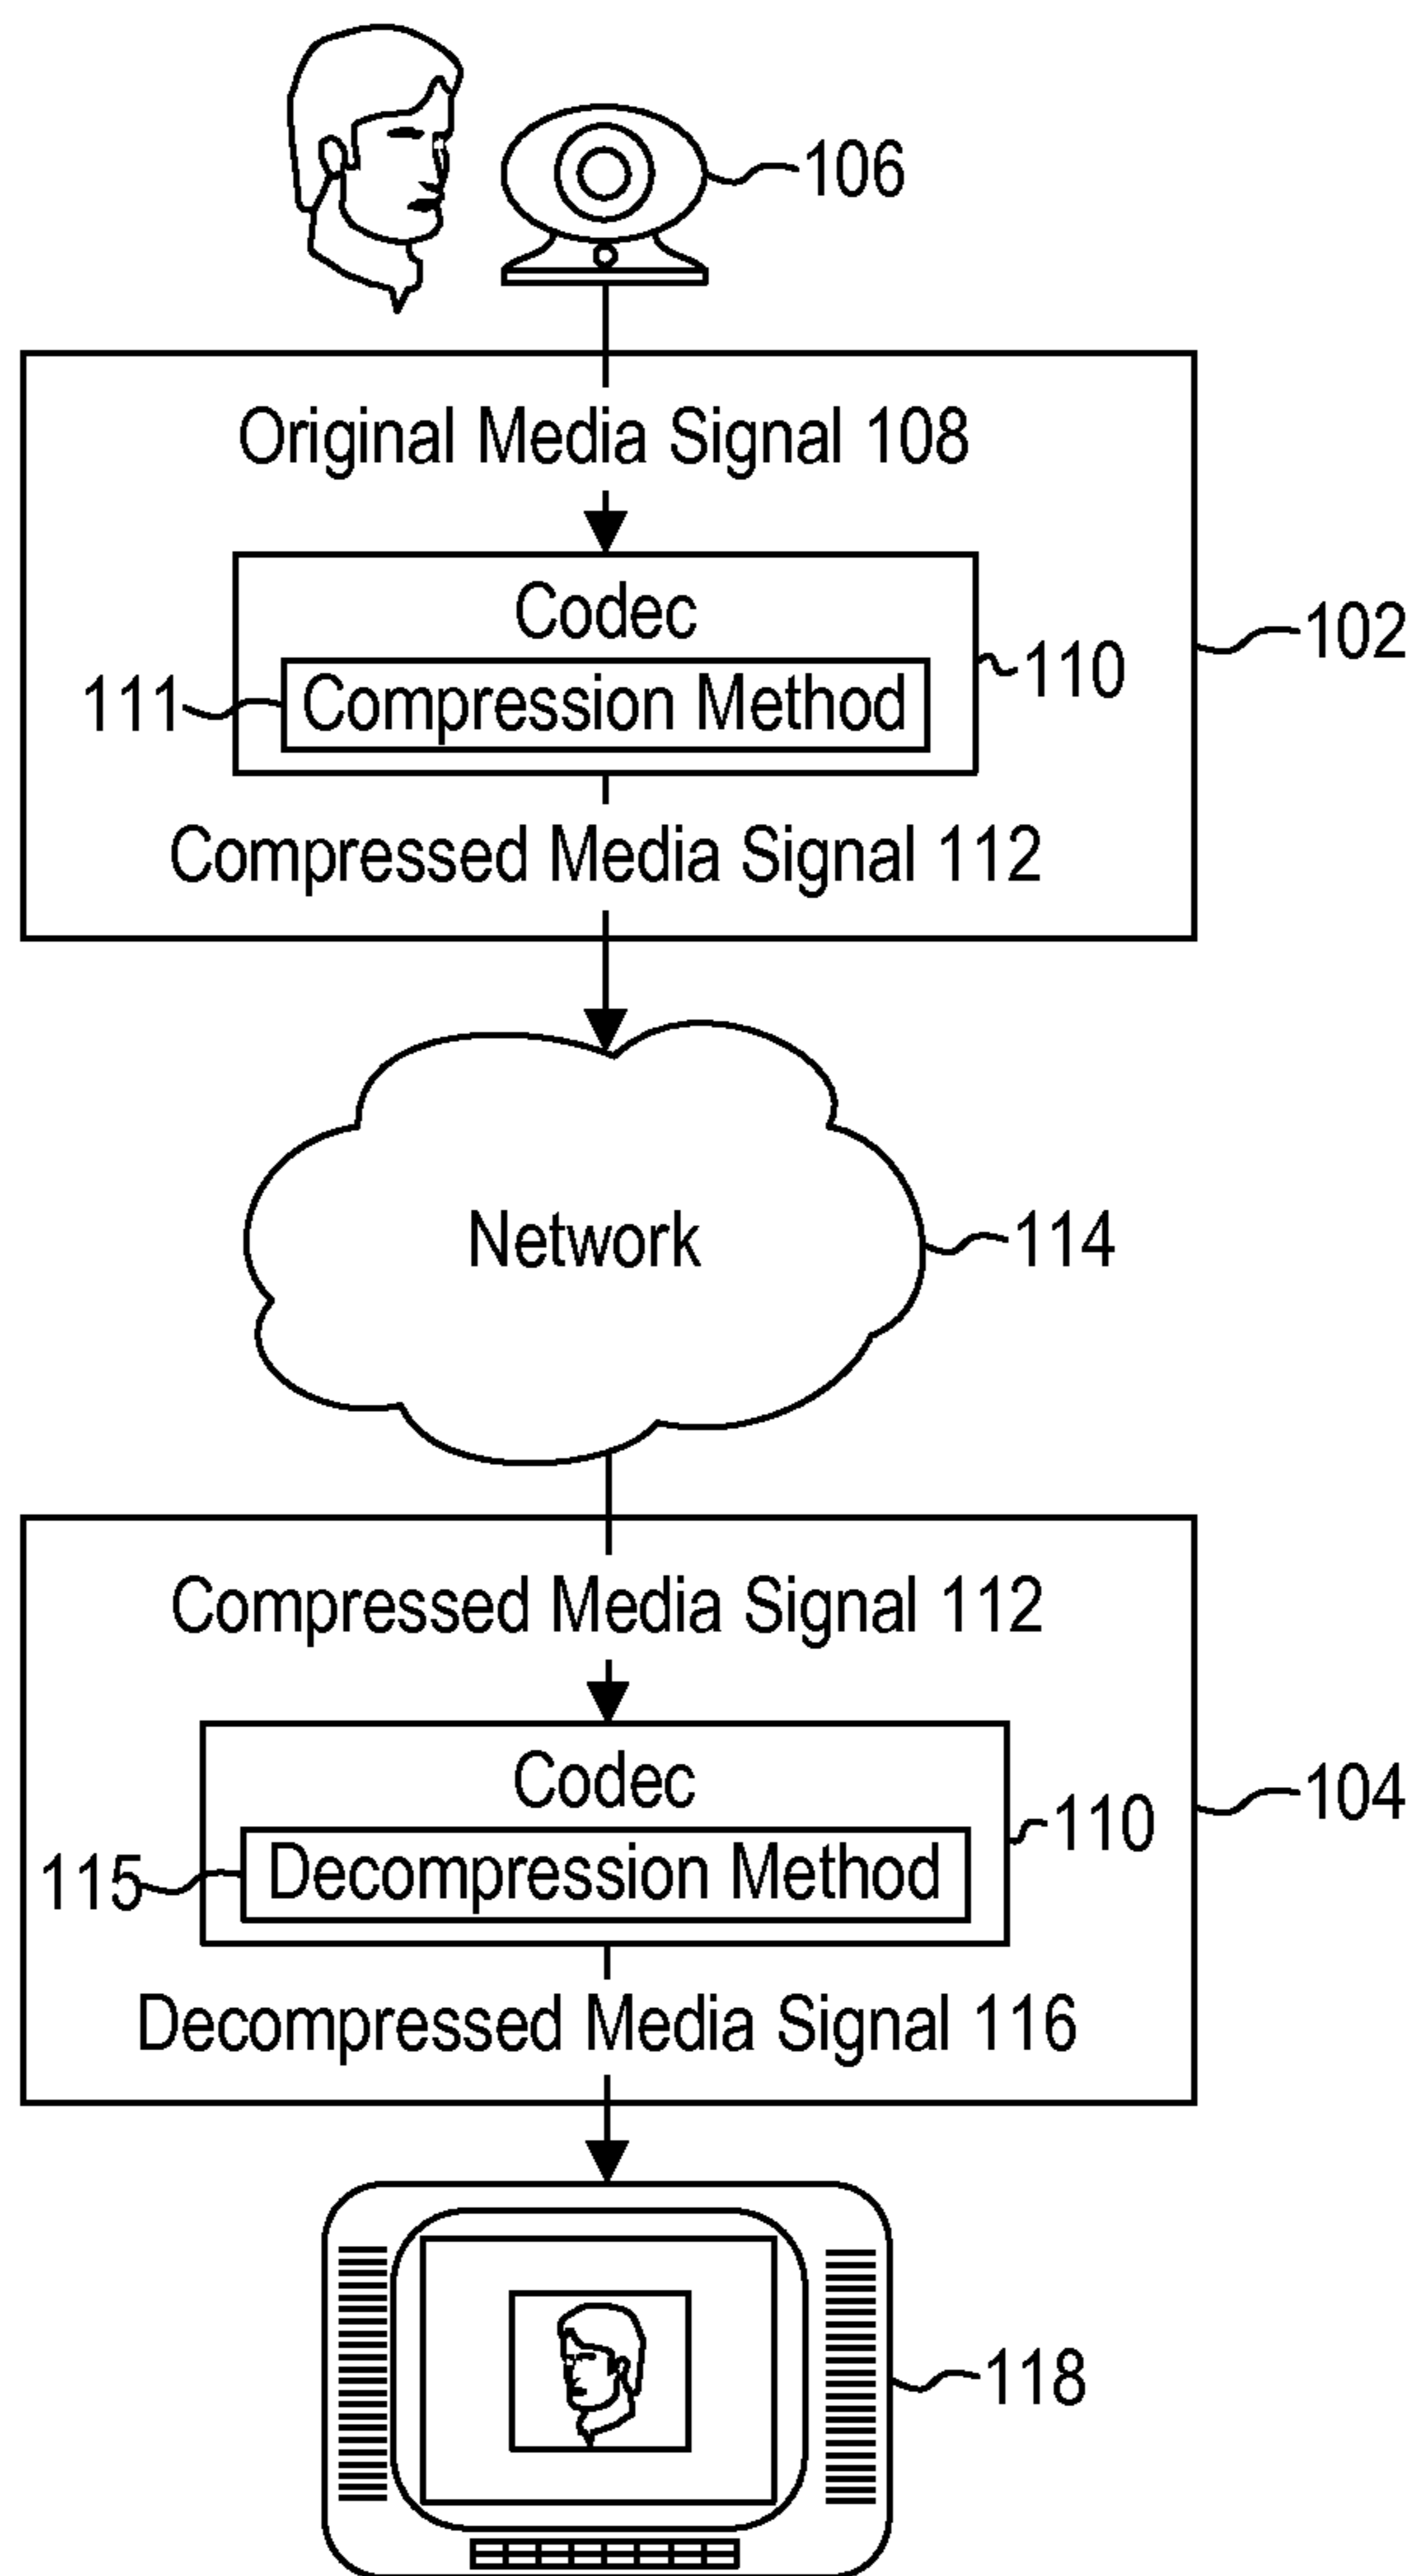 106
Original Media Signal 108
Codec
102
110
111
Compression Method
Compressed Media Signal 112
Network
114
Compressed Media Signal 112
Codec
104
110
115
Decompression Method
Decompressed Media Signal 116
118